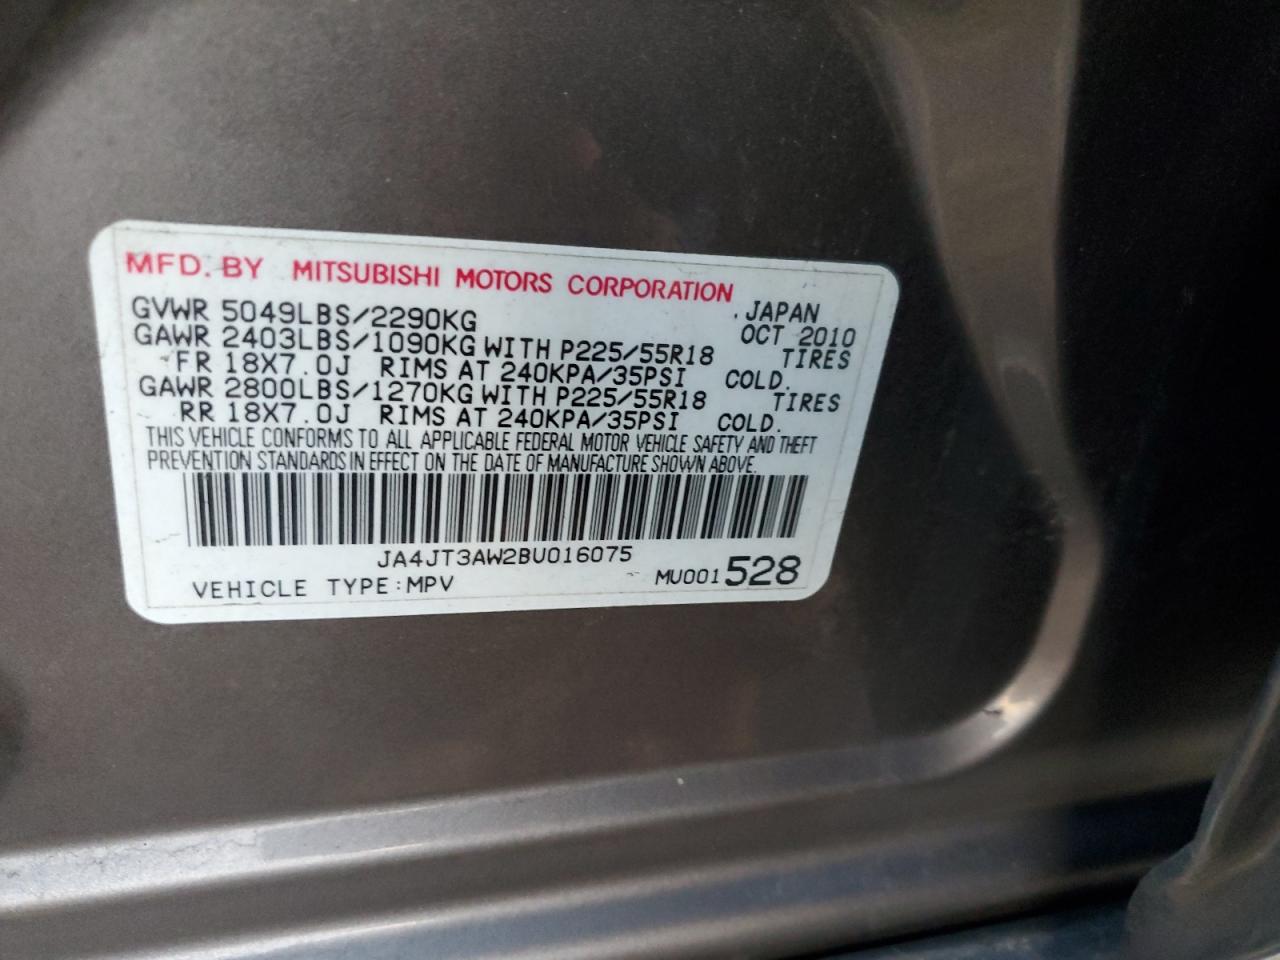 MFD. BY MITSUBISHI MOTORS CORPORATION
GVWR 5049LBS/2290KG JAPAN
OCT 2010
GAWR 2403LBS/1090KG WITH P225/55R18 TIRES
FR 18X7.0J RIMS AT 240KPA/35PSI COLD.
GAWR 2800LBS/1270KG WITH P225/55R18 TIRES
RR 18X7.0J RIMS AT 240KPA/35PSI COLD.
THIS VEHICLE CONFORMS TO ALL APPLICABLE FEDERAL MOTOR VEHICLE SAFETY AND THEFT
PREVENTION STANDARDS IN EFFECT ON THE DATE OF MANUFACTURE SHOWN ABOVE.
JA4JT3AW2BU016075
VEHICLE TYPE:MPV MU001528